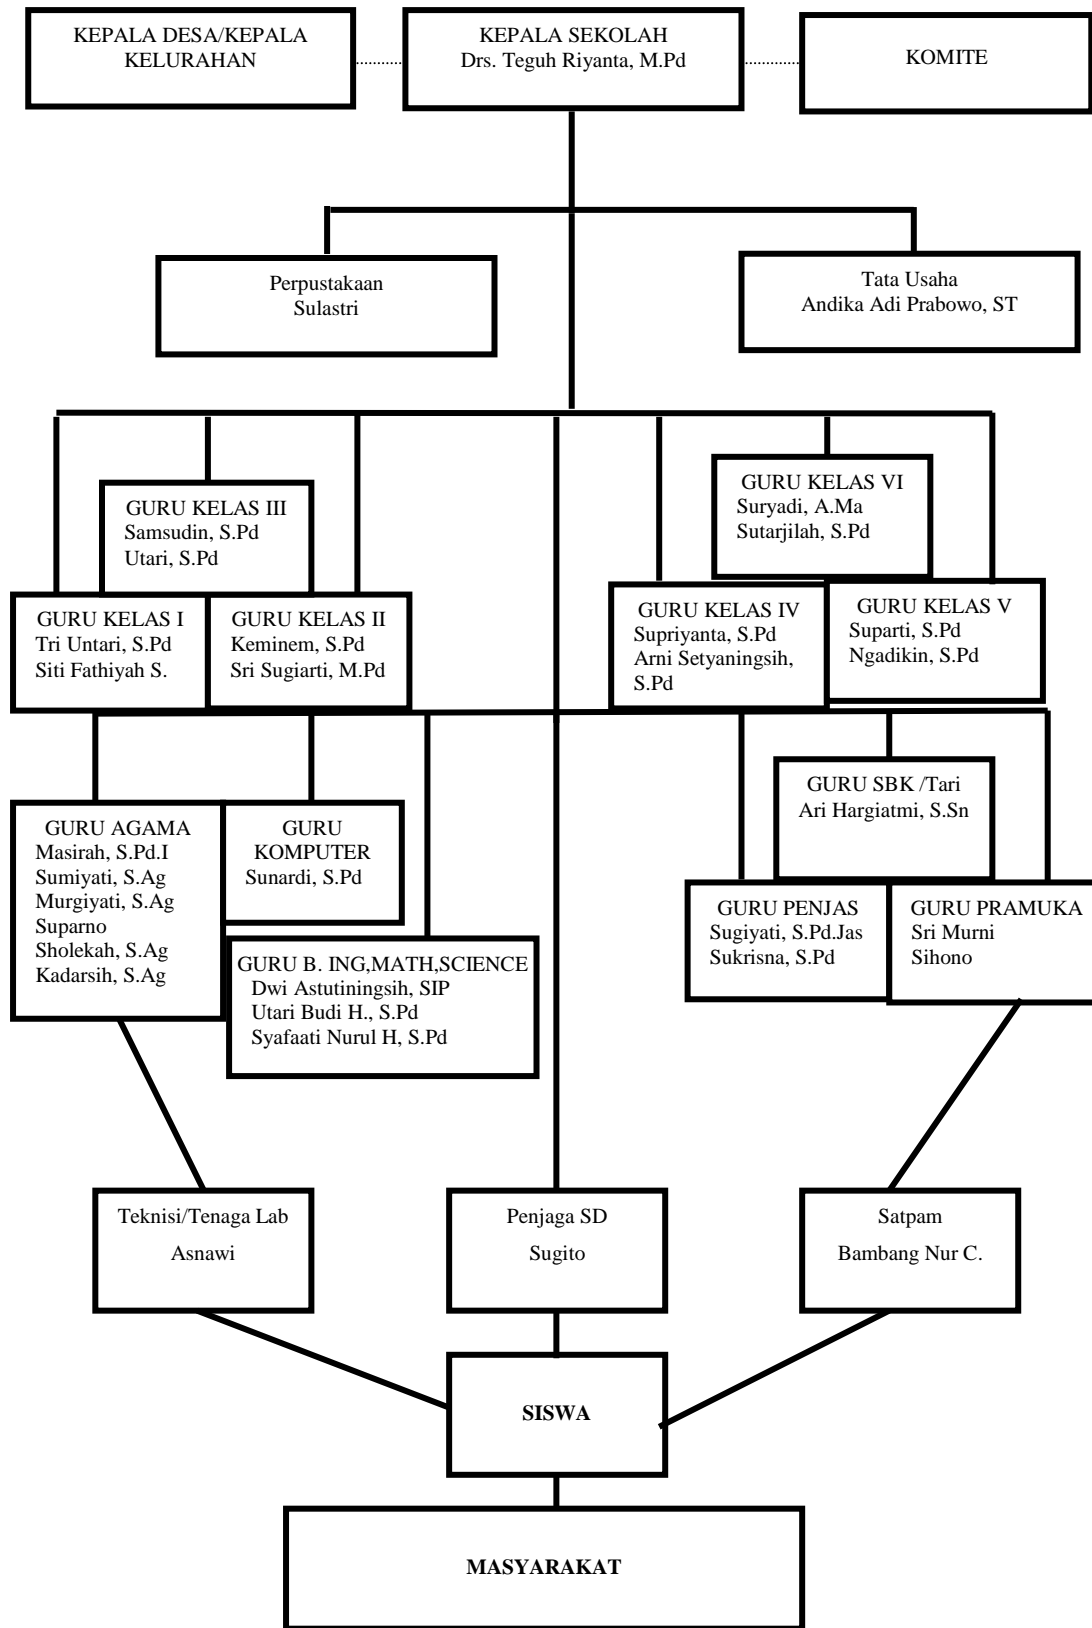 KEPALA DESA/KEPALA
KELURAHAN
KEPALA SEKOLAH
Drs. Teguh Riyanta, M.Pd
KOMITE
Perpustakaan
Sulastri
Tata Usaha
Andika Adi Prabowo, ST
GURU KELAS III
Samsudin, S.Pd
Utari, S.Pd
GURU KELAS VI
Suryadi, A.Ma
Sutarjilah, S.Pd
GURU KELAS I
Tri Untari, S.Pd
Siti Fathiyah S.
GURU KELAS II
Keminem, S.Pd
Sri Sugiarti, M.Pd
GURU KELAS IV
Supriyanta, S.Pd
Arni Setyaningsih,
S.Pd
GURU KELAS V
Suparti, S.Pd
Ngadikin, S.Pd
GURU AGAMA
Masirah, S.Pd.I
Sumiyati, S.Ag
Murgiyati, S.Ag
Suparno
Sholekah, S.Ag
Kadarsih, S.Ag
GURU
KOMPUTER
Sunardi, S.Pd
GURU B. ING,MATH,SCIENCE
Dwi Astutiningsih, SIP
Utari Budi H., S.Pd
Syafaati Nurul H, S.Pd
GURU SBK /Tari
Ari Hargiatmi, S.Sn
GURU PENJAS
Sugiyati, S.Pd.Jas
Sukrisna, S.Pd
GURU PRAMUKA
Sri Murni
Sihono
Teknisi/Tenaga Lab
Asnawi
Penjaga SD
Sugito
Satpam
Bambang Nur C.
SISWA
MASYARAKAT